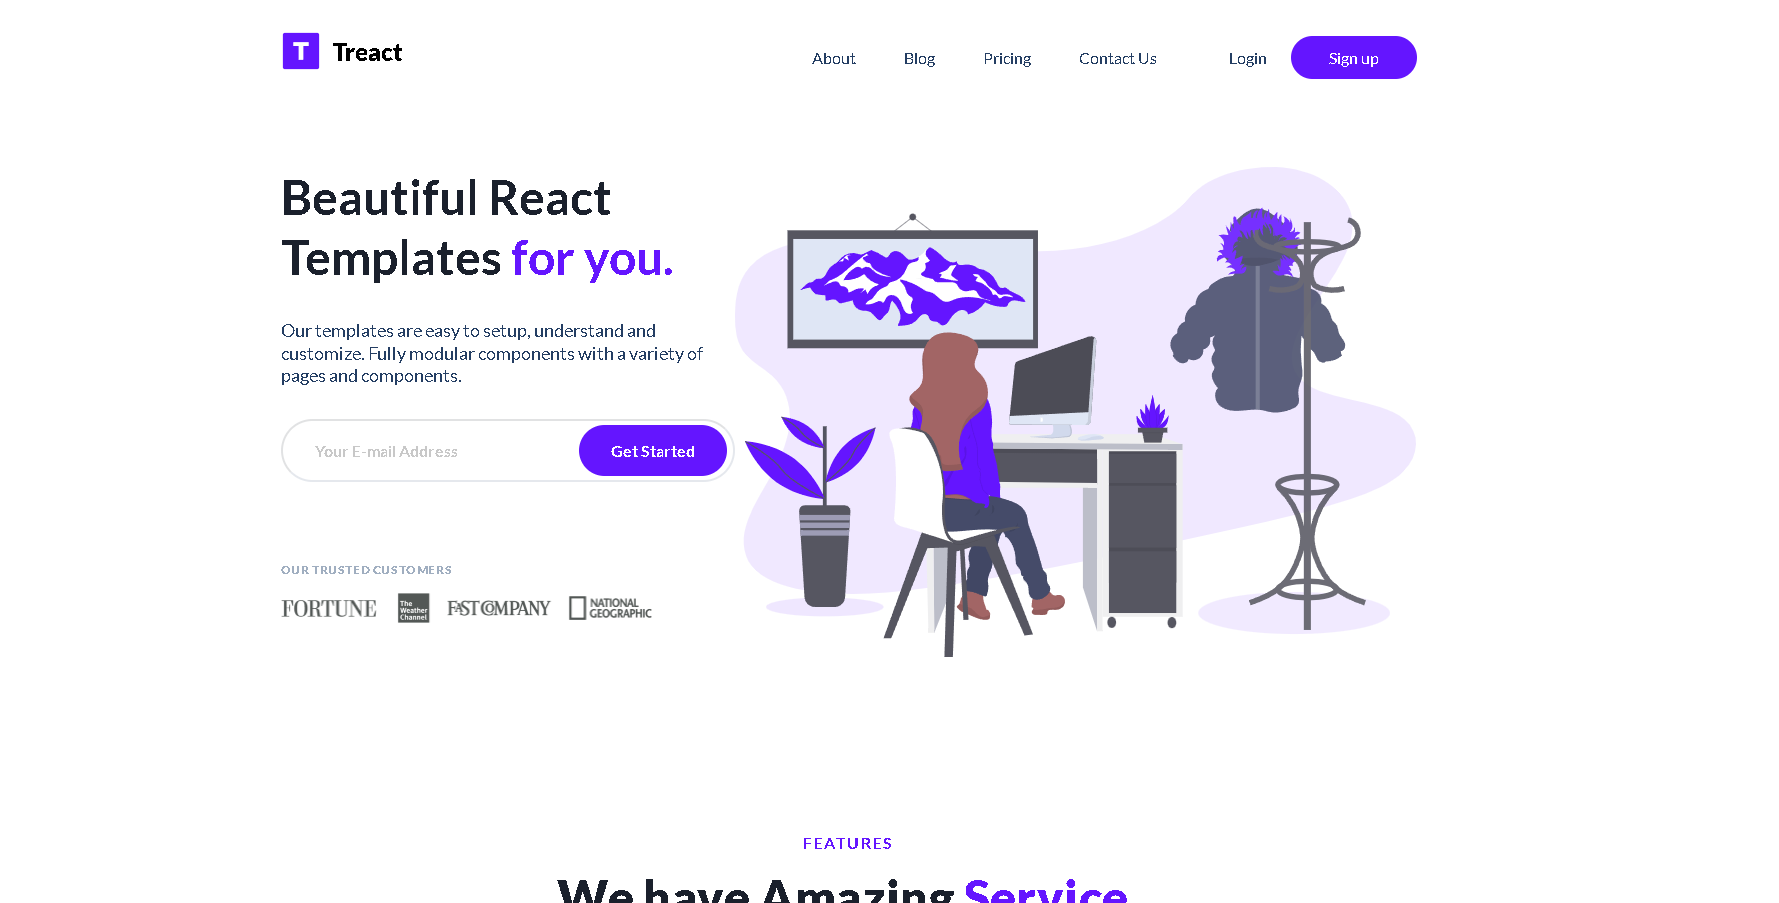 T Treact
About Blog Pricing Contact Us Login Sign up
Beautiful React
Templates for you.
Our templates are easy to setup, understand and
customize. Fully modular components with a variety of
pages and components.
Your E-mail Address Get Started
OUR TRUSTED CUSTOMERS
FORTUNE
The
Weather
Channel
FAST COMPANY
NATIONAL
GEOGRAPHIC
FEATURES
We have Amazing Service